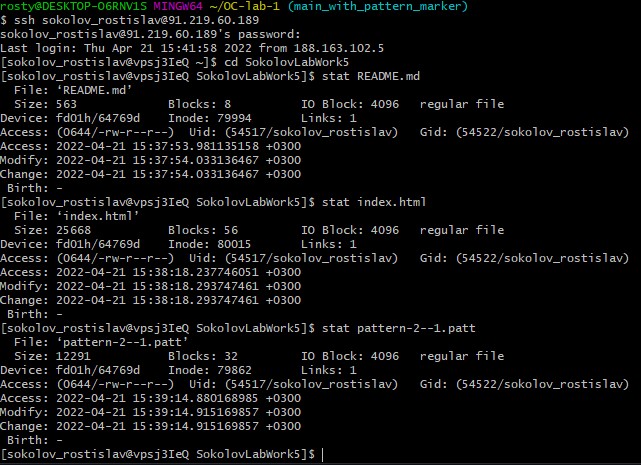 rosty@DESKTOP-O6RNV1S MINGW64 ~/OC-lab-1 (main_with_pattern_marker)
$ ssh sokolov_rostislav@91.219.60.189
sokolov_rostislav@91.219.60.189's password:
Last login: Thu Apr 21 15:41:58 2022 from 188.163.102.5
[sokolov_rostislav@vpsj3IeQ ~]$ cd SokolovLabWork5
[sokolov_rostislav@vpsj3IeQ SokolovLabWork5]$ stat README.md
  File: ‘README.md’
  Size: 563             Blocks: 8          IO Block: 4096   regular file
Device: fd01h/64769d    Inode: 79994       Links: 1
Access: (0644/-rw-r--r--)  Uid: (54517/sokolov_rostislav)   Gid: (54522/sokolov_rostislav)
Access: 2022-04-21 15:37:53.981135158 +0300
Modify: 2022-04-21 15:37:54.033136467 +0300
Change: 2022-04-21 15:37:54.033136467 +0300
 Birth: -
[sokolov_rostislav@vpsj3IeQ SokolovLabWork5]$ stat index.html
  File: ‘index.html’
  Size: 25668           Blocks: 56         IO Block: 4096   regular file
Device: fd01h/64769d    Inode: 80015       Links: 1
Access: (0644/-rw-r--r--)  Uid: (54517/sokolov_rostislav)   Gid: (54522/sokolov_rostislav)
Access: 2022-04-21 15:38:18.237746051 +0300
Modify: 2022-04-21 15:38:18.293747461 +0300
Change: 2022-04-21 15:38:18.293747461 +0300
 Birth: -
[sokolov_rostislav@vpsj3IeQ SokolovLabWork5]$ stat pattern-2--1.patt
  File: ‘pattern-2--1.patt’
  Size: 12291           Blocks: 32         IO Block: 4096   regular file
Device: fd01h/64769d    Inode: 79862       Links: 1
Access: (0644/-rw-r--r--)  Uid: (54517/sokolov_rostislav)   Gid: (54522/sokolov_rostislav)
Access: 2022-04-21 15:39:14.880168985 +0300
Modify: 2022-04-21 15:39:14.915169857 +0300
Change: 2022-04-21 15:39:14.915169857 +0300
 Birth: -
[sokolov_rostislav@vpsj3IeQ SokolovLabWork5]$